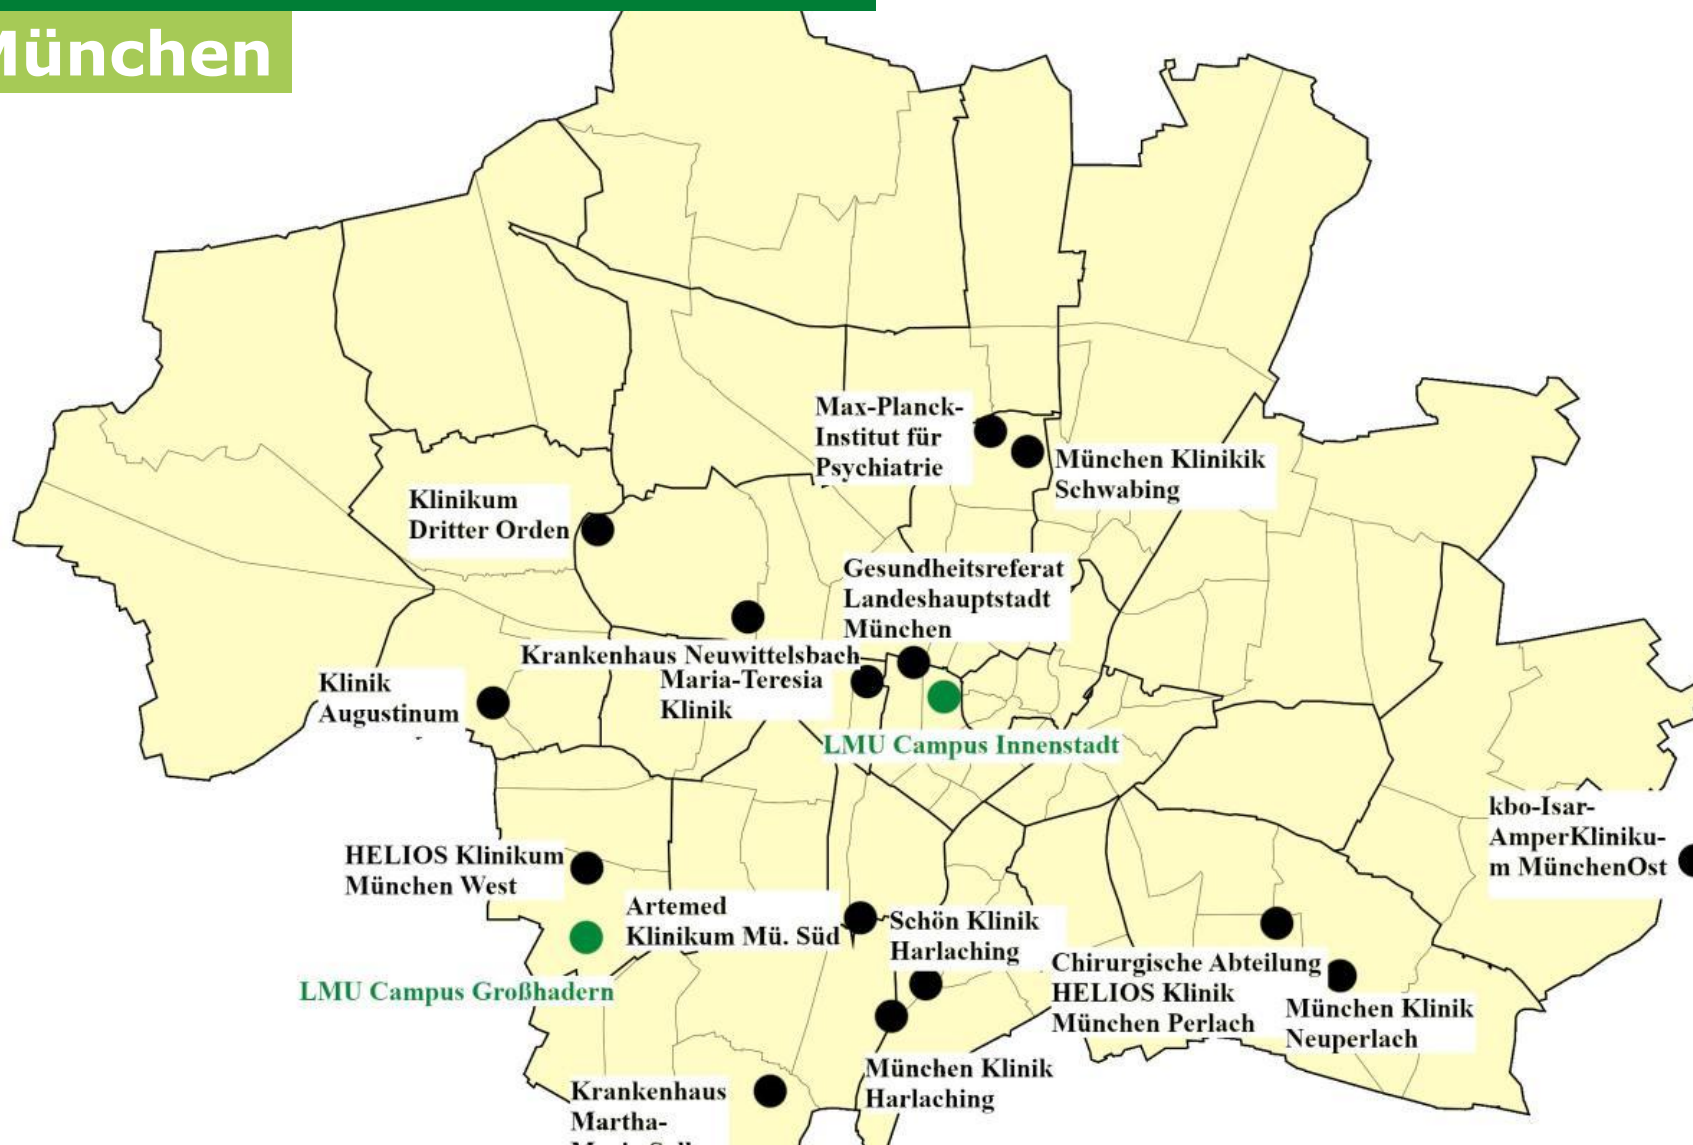 München
Max-Planck-
Institut für
Psychiatrie
München Klinikik
Schwabing
Klinikum
Dritter Orden
Gesundheitsreferat
Landeshauptstadt
München
Krankenhaus Neuwittelsbach
Maria-Teresia
Klinik
Klinik
Augustinum
LMU Campus Innenstadt
kbo-Isar-
AmperKliniku-
m MünchenOst
HELIOS Klinikum
München West
Artemed
Klinikum Mü. Süd
Schön Klinik
Harlaching
LMU Campus Großhadern
Chirurgische Abteilung
HELIOS Klinik
München Perlach
München Klinik
Neuperlach
München Klinik
Harlaching
Krankenhaus
Martha-